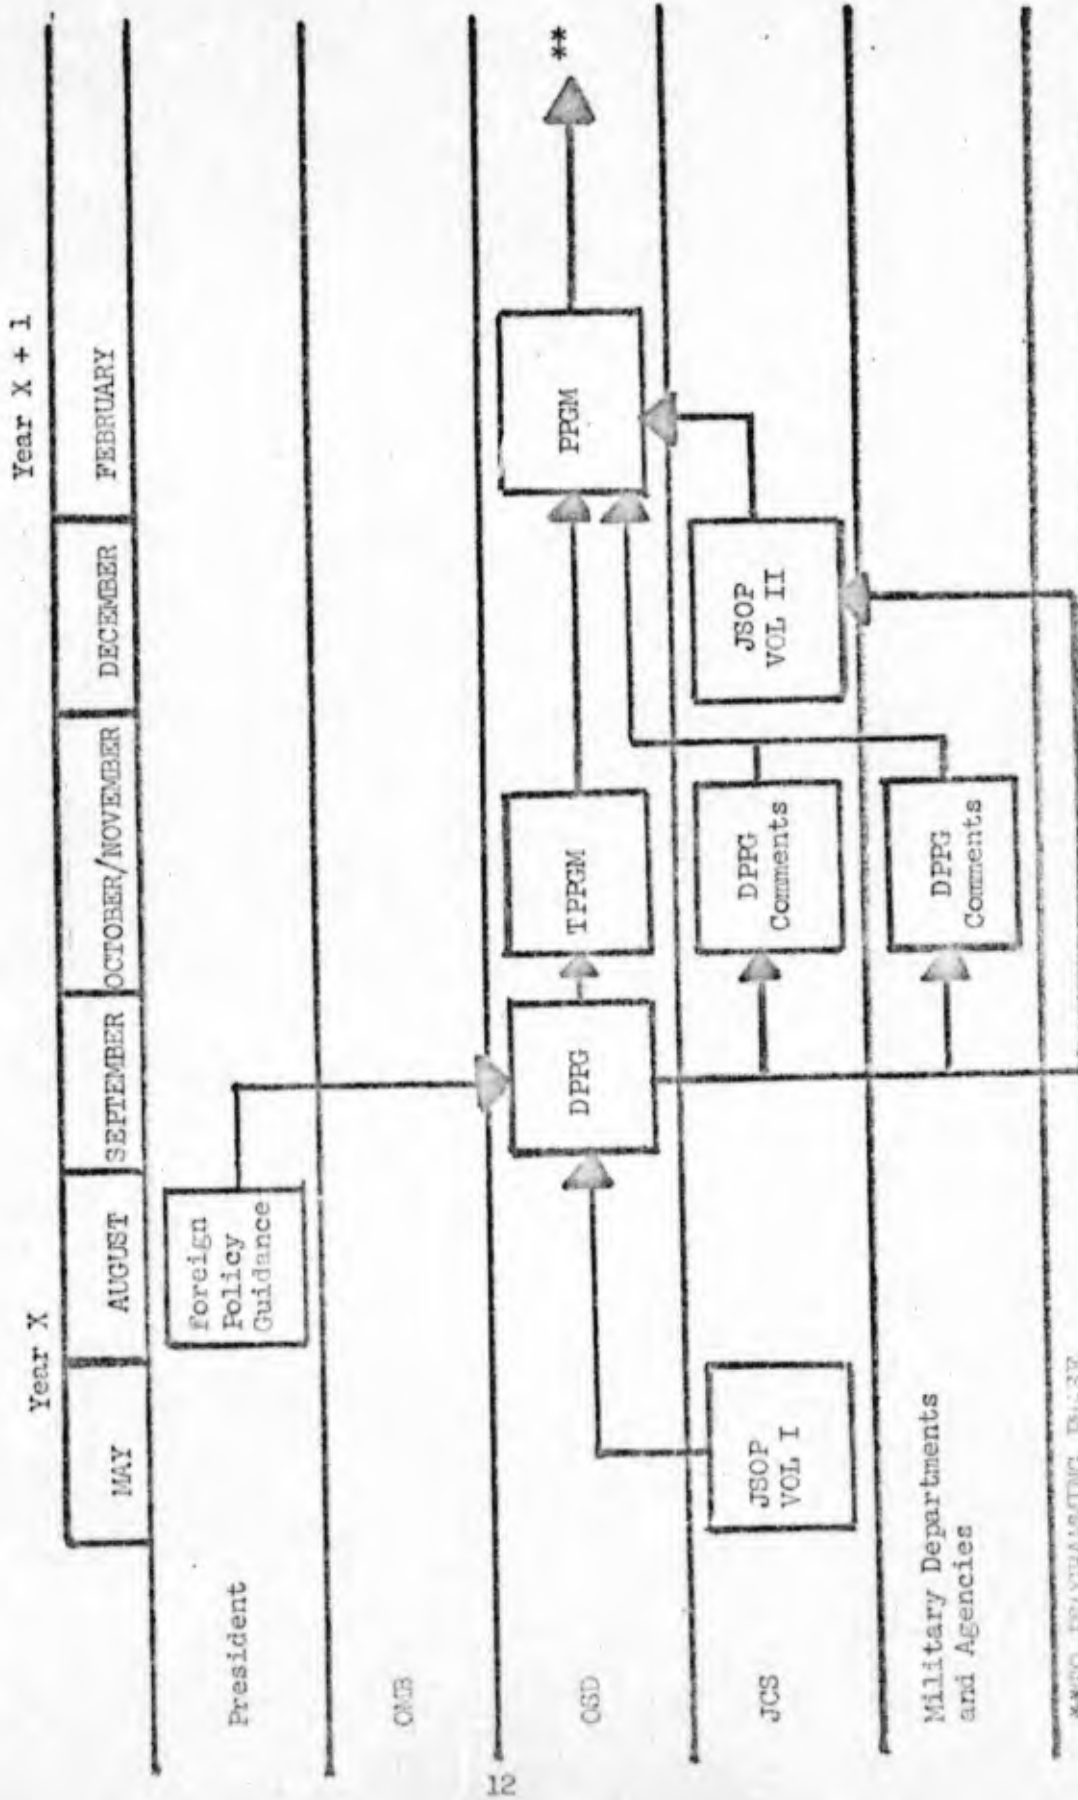 Year X
Year X + 1
MAY
AUGUST
SEPTEMBER
OCTOBER/NOVEMBER
DECEMBER
FEBRUARY
President
Foreign
Policy
Guidance
OMB
OSD
DPPG
TPPGM
PPGM
**
JCS
JSOP
VOL I
DPPG
Comments
JSOP
VOL II
Military Departments
and Agencies
DPPG
Comments
12